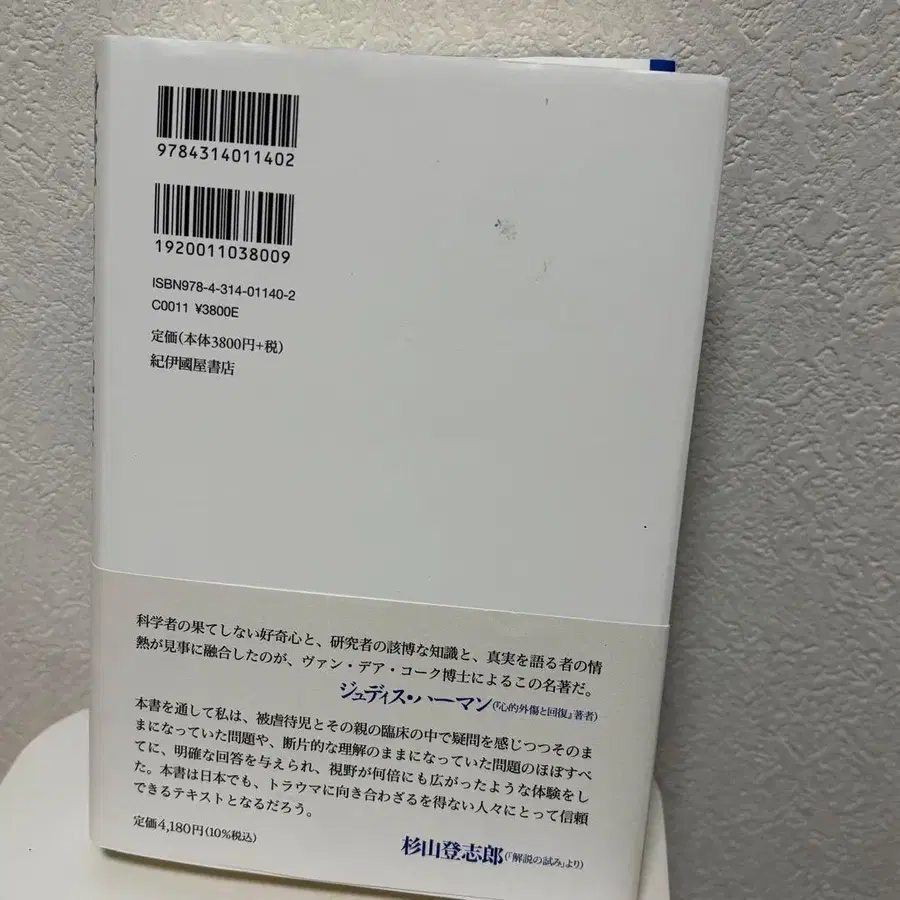 9784314011402
1920011038009
ISBN978-4-314-01140-2
C0011 ¥3800E
定価(本体3800円+税)
紀伊國屋書店
科学者の果てしない好奇心と、研究者の該博な知識と、真実を語る者の情
熱が見事に融合したのが、ヴァン・デア・コーク博士によるこの名著だ。
ジュディス・ハーマン(『心的外傷と回復』著者)
本書を通して私は、被虐待児とその親の臨床の中で疑問を感じつつそのま
まになっていた問題や、断片的な理解のままになっていた問題のほぼすべ
てに、明確な回答を与えられ、視野が何倍にも広がったような体験をし
た。本書は日本でも、トラウマに向き合わざるを得ない人々にとって信頼
できるテキストとなるだろう。
定価4,180円(10%税込)
杉山登志郎(「解説の試み」より)